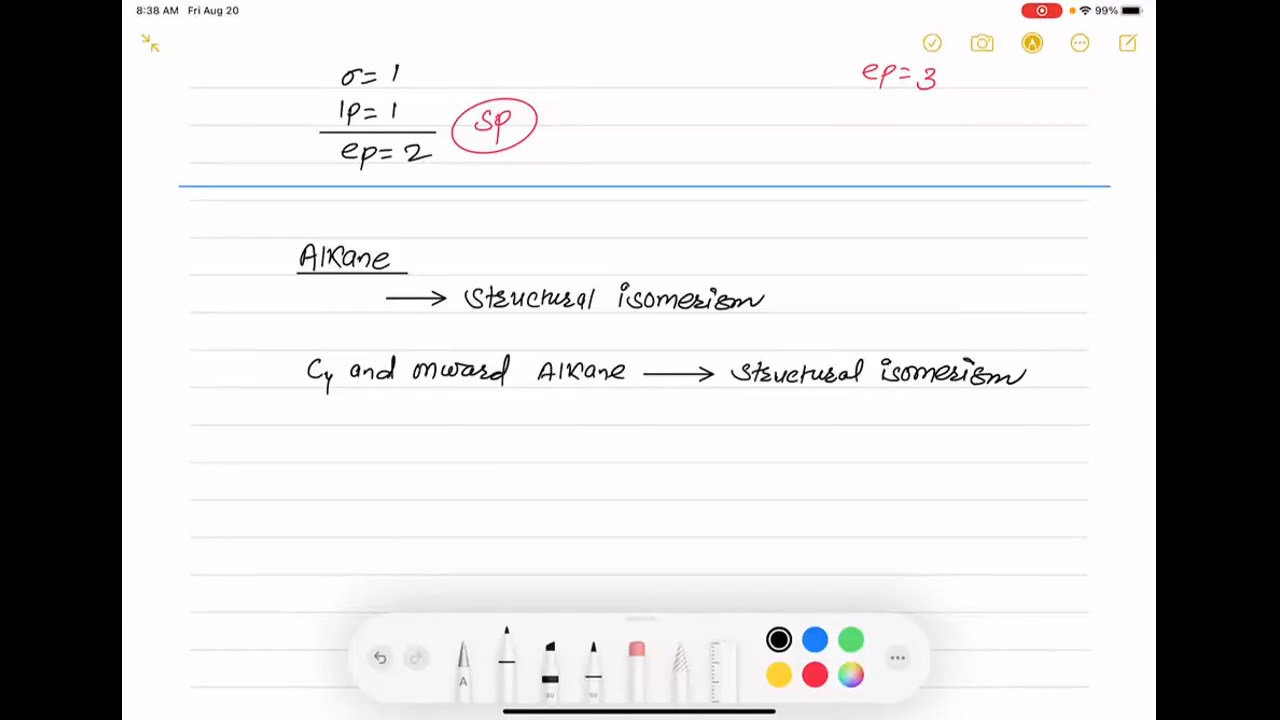 8:38 AM Fri Aug 20
99%
σ= 1
ep=3
lp= 1
sp
ep= 2
Alkane
⟶ structural isomerism
C4 and onward Alkane ⟶ structural isomerism
A